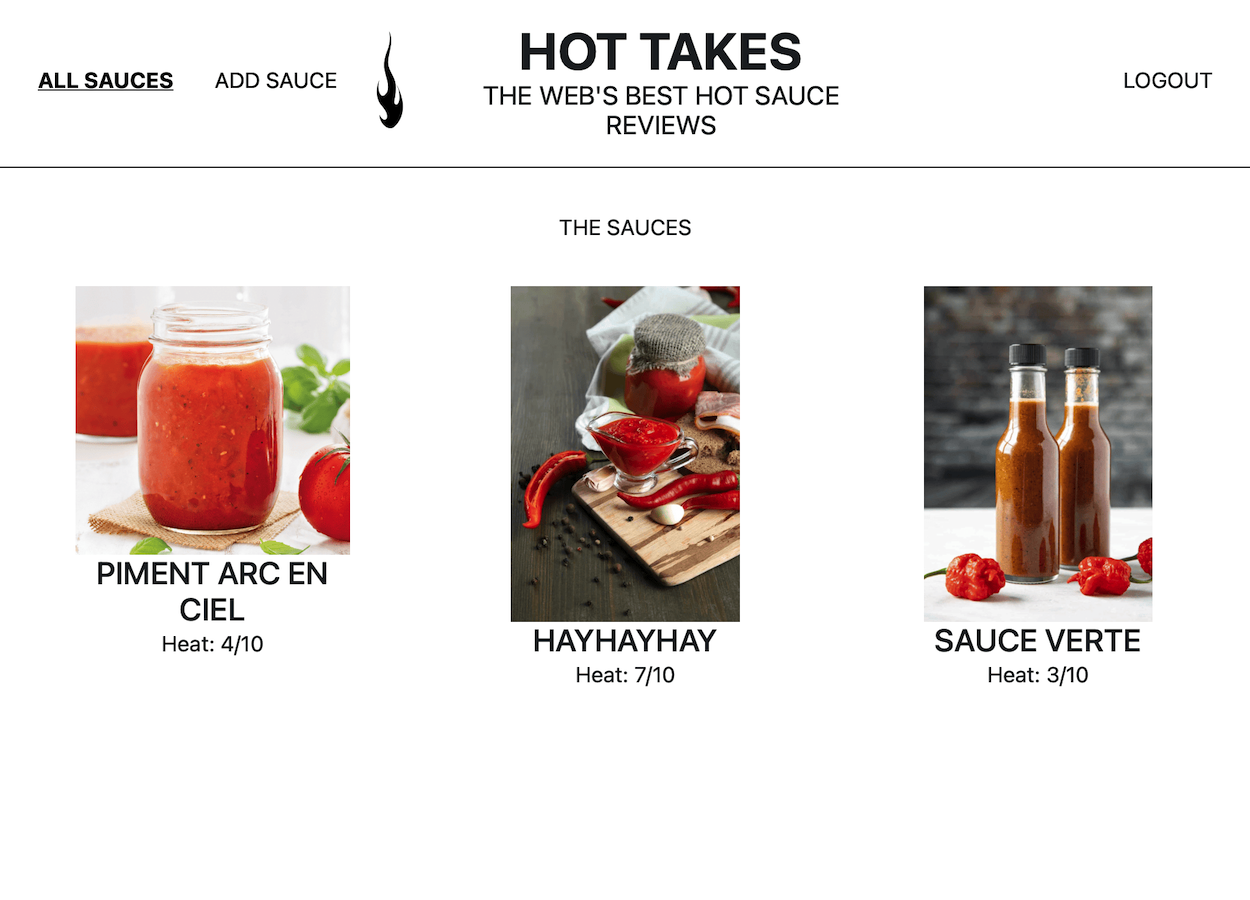 ALL SAUCES
ADD SAUCE
HOT TAKES
THE WEB'S BEST HOT SAUCE
REVIEWS
LOGOUT
THE SAUCES
PIMENT ARC EN
CIEL
Heat: 4/10
HAYHAYHAY
Heat: 7/10
SAUCE VERTE
Heat: 3/10